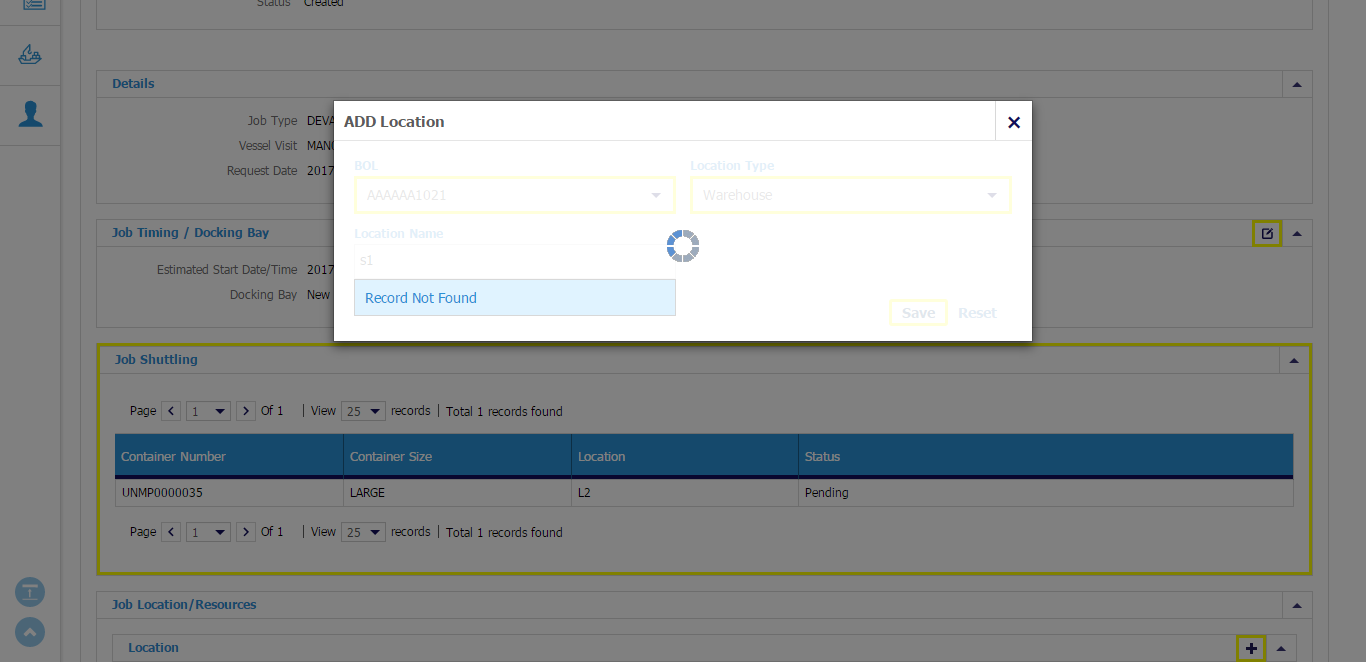 Status Created
Details
Job Type DEVA
Vessel Visit MANG
Request Date 2017
ADD Location
BOL Location Type
AAAAAA1021 Warehouse
Location Name
s1
Record Not Found
Save Reset
Job Timing / Docking Bay
Estimated Start Date/Time 2017
Docking Bay New
Job Shuttling
Page 1 Of 1 | View 25 records | Total 1 records found
Container Number Container Size Location Status
UNMP0000035 LARGE L2 Pending
Page 1 Of 1 | View 25 records | Total 1 records found
Job Location/Resources
Location